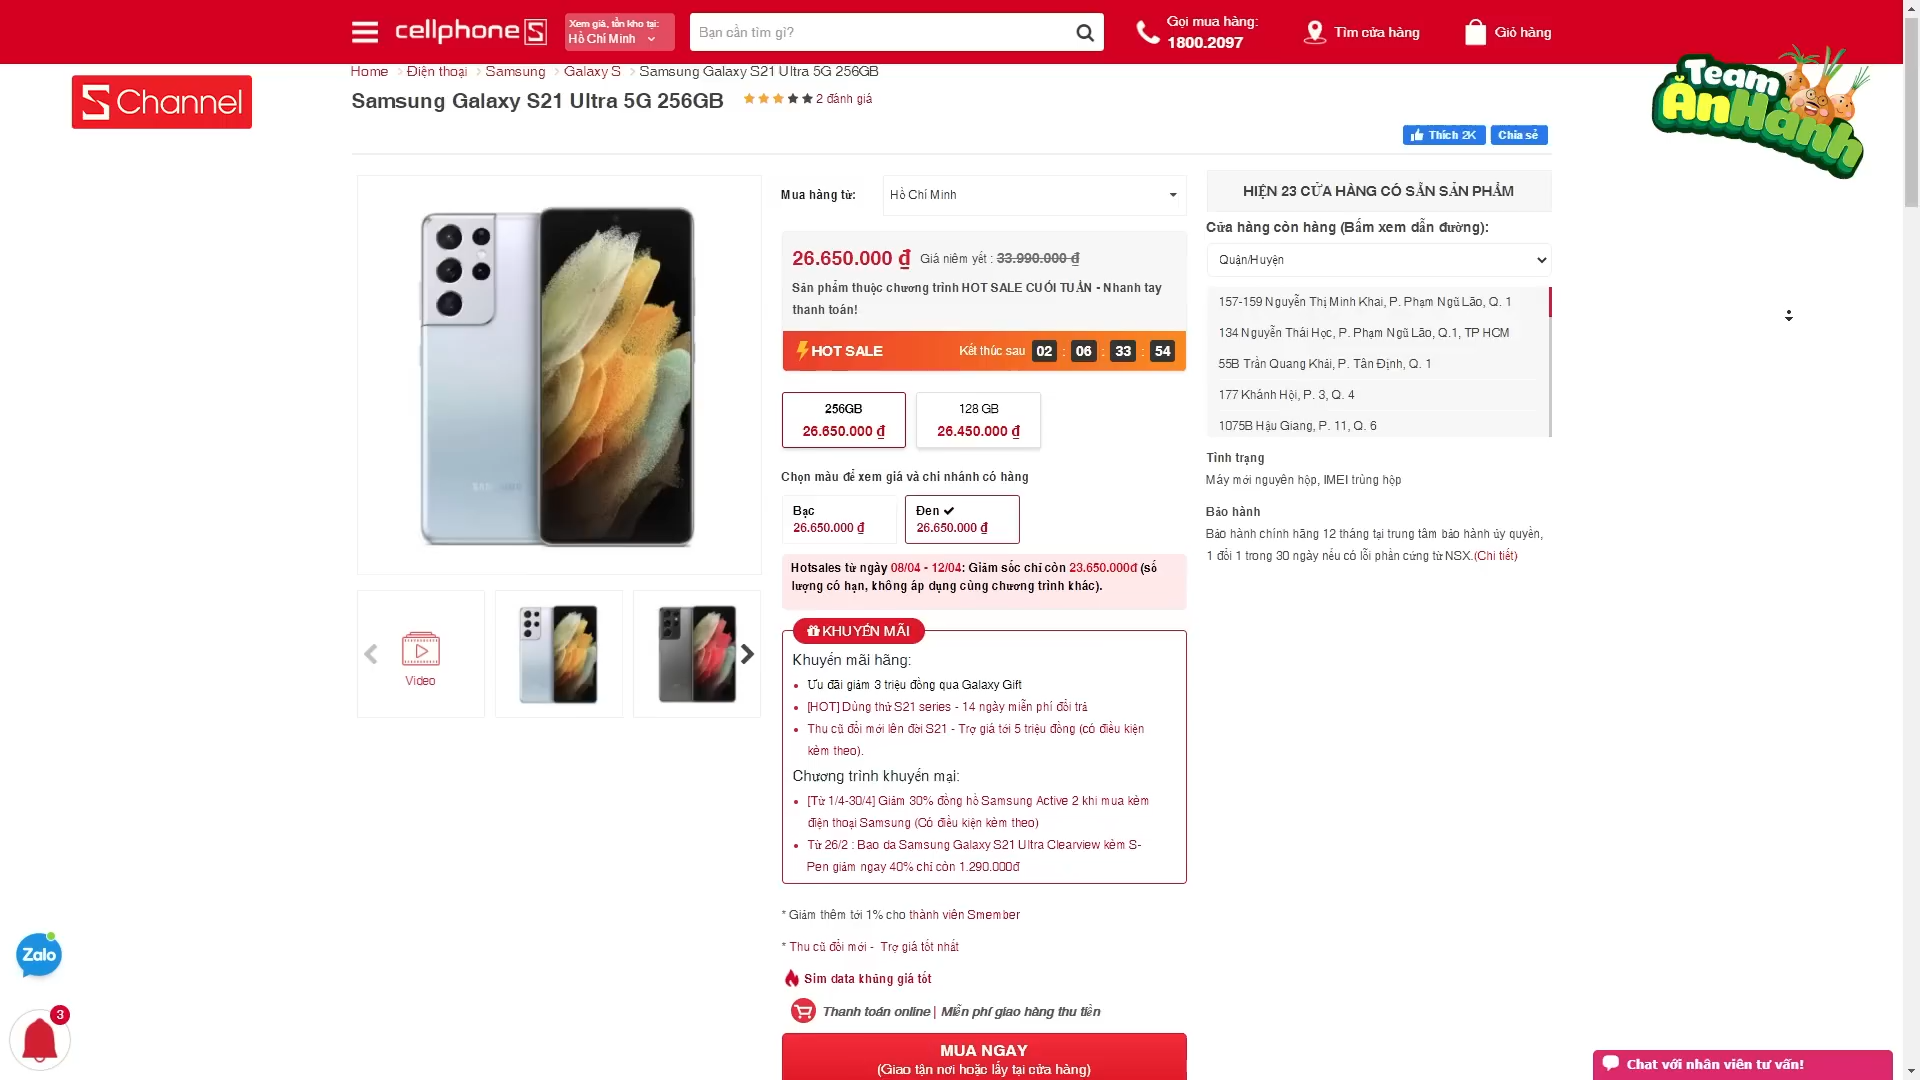 cellphoneS
Xem giá, tồn kho tại:
Hồ Chí Minh
Bạn cần tìm gì?
Gọi mua hàng:
1800.2097
Tìm cửa hàng
Giỏ hàng
S Channel
Home > Điện thoại > Samsung > Galaxy S > Samsung Galaxy S21 Ultra 5G 256GB
Samsung Galaxy S21 Ultra 5G 256GB
2 đánh giá
Team
Ăn Hành
Thích 2K
Chia sẻ
Mua hàng từ:
Hồ Chí Minh
26.650.000 ₫ Giá niêm yết : 33.990.000 ₫
Sản phẩm thuộc chương trình HOT SALE CUỐI TUẦN - Nhanh tay
thanh toán!
HOT SALE
Kết thúc sau 02 : 06 : 33 : 54
256GB
26.650.000 ₫
128 GB
26.450.000 ₫
Chọn màu để xem giá và chi nhánh có hàng
Bạc
26.650.000 ₫
Đen
26.650.000 ₫
Hotsales từ ngày 08/04 - 12/04: Giảm sốc chỉ còn 23.650.000đ (số
lượng có hạn, không áp dụng cùng chương trình khác).
Video
KHUYẾN MÃI
Khuyến mãi hãng:
Ưu đãi giảm 3 triệu đồng qua Galaxy Gift
[HOT] Dùng thử S21 series - 14 ngày miễn phí đổi trả
Thu cũ đổi mới lên đời S21 - Trợ giá tới 5 triệu đồng (có điều kiện
kèm theo).
Chương trình khuyến mại:
[Từ 1/4-30/4] Giảm 30% đồng hồ Samsung Active 2 khi mua kèm
điện thoại Samsung (Có điều kiện kèm theo)
Từ 26/2 : Bao da Samsung Galaxy S21 Ultra Clearview kèm S-
Pen giảm ngay 40% chỉ còn 1.290.000đ
* Giảm thêm tới 1% cho thành viên Smember
* Thu cũ đổi mới - Trợ giá tốt nhất
Sim data khủng giá tốt
Thanh toán online | Miễn phí giao hàng thu tiền
MUA NGAY
(Giao tận nơi hoặc lấy tại cửa hàng)
HIỆN 23 CỬA HÀNG CÓ SẴN SẢN PHẨM
Cửa hàng còn hàng (Bấm xem dẫn đường):
Quận/Huyện
157-159 Nguyễn Thị Minh Khai, P. Phạm Ngũ Lão, Q. 1
134 Nguyễn Thái Học, P. Phạm Ngũ Lão, Q.1, TP HCM
55B Trần Quang Khải, P. Tân Định, Q. 1
177 Khánh Hội, P. 3, Q. 4
1075B Hậu Giang, P. 11, Q. 6
Tình trạng
Máy mới nguyên hộp, IMEI trùng hộp
Bảo hành
Bảo hành chính hãng 12 tháng tại trung tâm bảo hành ủy quyền,
1 đổi 1 trong 30 ngày nếu có lỗi phần cứng từ NSX.(Chi tiết)
Zalo
3
Chat với nhân viên tư vấn!